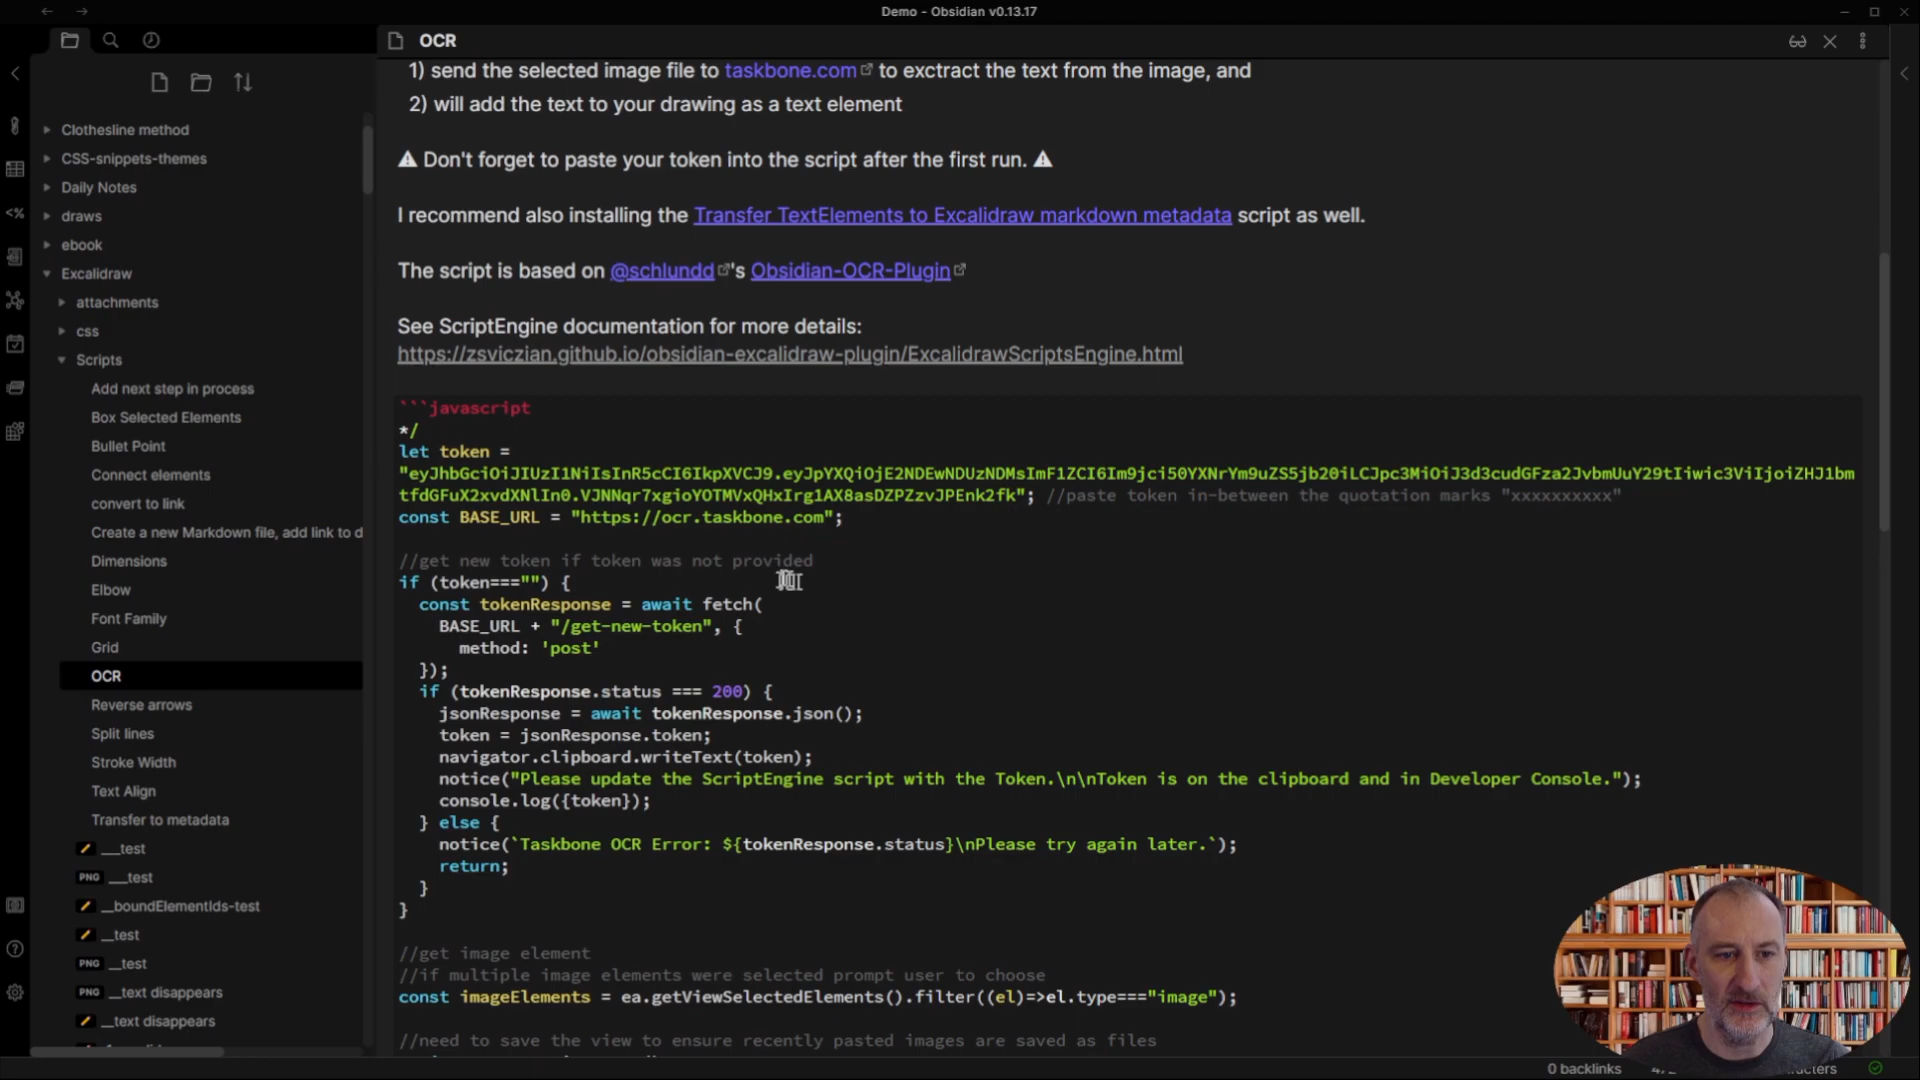 Demo - Obsidian v0.13.17
OCR
1) send the selected image file to taskbone.com to exctract the text from the image, and
2) will add the text to your drawing as a text element
⚠ Don't forget to paste your token into the script after the first run. ⚠
I recommend also installing the Transfer TextElements to Excalidraw markdown metadata script as well.
The script is based on @schlundd's Obsidian-OCR-Plugin
See ScriptEngine documentation for more details:
https://zsviczian.github.io/obsidian-excalidraw-plugin/ExcalidrawScriptsEngine.html
```javascript
*/
let token =
"eyJhbGciOiJIUzI1NiIsInR5cCI6IkpXVCJ9.eyJpYXQiOjE2NDEwNDUzNDMsImF1ZCI6Im9jci50YXNrYm9uZS5jb20iLCJpc3MiOiJ3d3cudGFza2JvbmUuY29tIiwic3ViIjoiZHJ1bm
tfdGFuX2xvdXNlIn0.VJNNqr7xgioYOTMVxQHxIrg1AX8asDZPZzvJPEnk2fk"; //paste token in-between the quotation marks "xxxxxxxxxx"
const BASE_URL = "https://ocr.taskbone.com";
//get new token if token was not provided
if (token==="") {
const tokenResponse = await fetch(
BASE_URL + "/get-new-token", {
method: 'post'
});
if (tokenResponse.status === 200) {
jsonResponse = await tokenResponse.json();
token = jsonResponse.token;
navigator.clipboard.writeText(token);
notice("Please update the ScriptEngine script with the Token.\n\nToken is on the clipboard and in Developer Console.");
console.log({token});
} else {
notice(`Taskbone OCR Error: ${tokenResponse.status}\nPlease try again later.`);
return;
}
}
//get image element
//if multiple image elements were selected prompt user to choose
const imageElements = ea.getViewSelectedElements().filter((el)=>el.type==="image");
//need to save the view to ensure recently pasted images are saved as files
Clothesline method
CSS-snippets-themes
Daily Notes
draws
ebook
Excalidraw
attachments
css
Scripts
Add next step in process
Box Selected Elements
Bullet Point
Connect elements
convert to link
Create a new Markdown file, add link to d
Dimensions
Elbow
Font Family
Grid
OCR
Reverse arrows
Split lines
Stroke Width
Text Align
Transfer to metadata
__test
PNG __test
__boundElementIds-test
__test
PNG __test
PNG __text disappears
__text disappears
0 backlinks